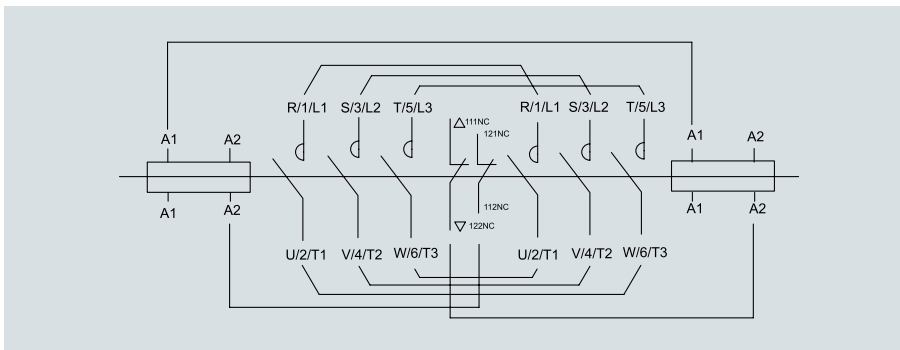 R/1/L1 S/3/L2 T/5/L3 R/1/L1 S/3/L2 T/5/L3
111NC
121NC
A1 A2 A1 A2
A1 A2 A1 A2
112NC
122NC
U/2/T1 V/4/T2 W/6/T3 U/2/T1 V/4/T2 W/6/T3